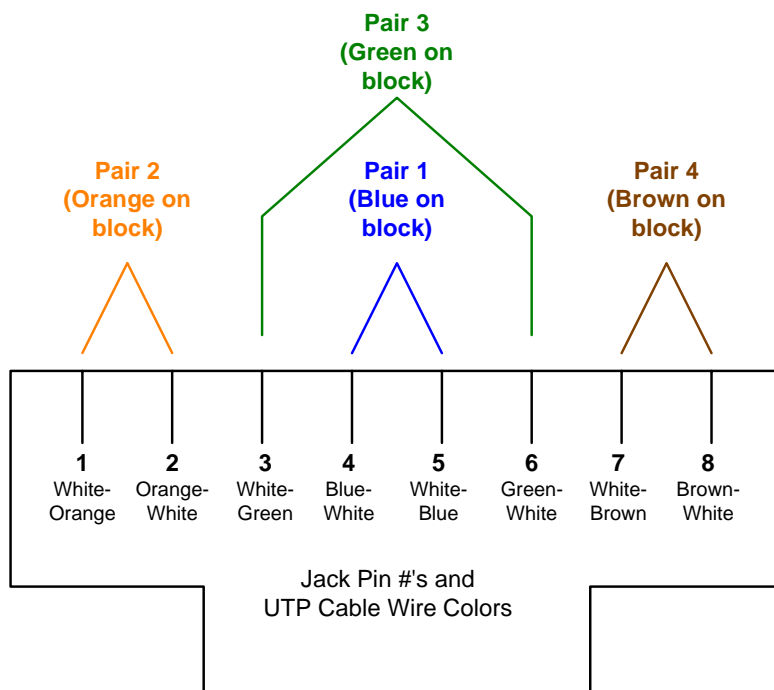 Pair 3
(Green on
block)
Pair 2
(Orange on
block)
Pair 1
(Blue on
block)
Pair 4
(Brown on
block)
1
White-
Orange
2
Orange-
White
3
White-
Green
4
Blue-
White
5
White-
Blue
6
Green-
White
7
White-
Brown
8
Brown-
White
Jack Pin #'s and
UTP Cable Wire Colors